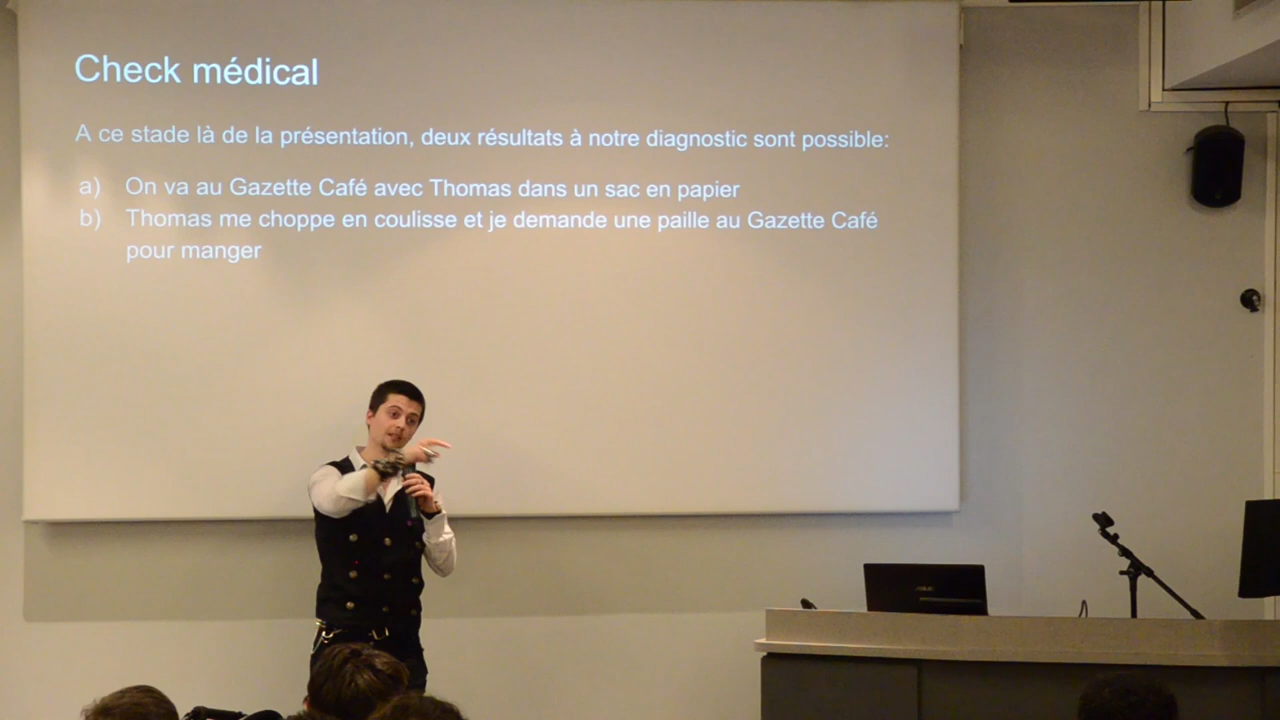 Check médical
A ce stade là de la présentation, deux résultats à notre diagnostic sont possible:
a) On va au Gazette Café avec Thomas dans un sac en papier
b) Thomas me choppe en coulisse et je demande une paille au Gazette Café
pour manger
ASUS